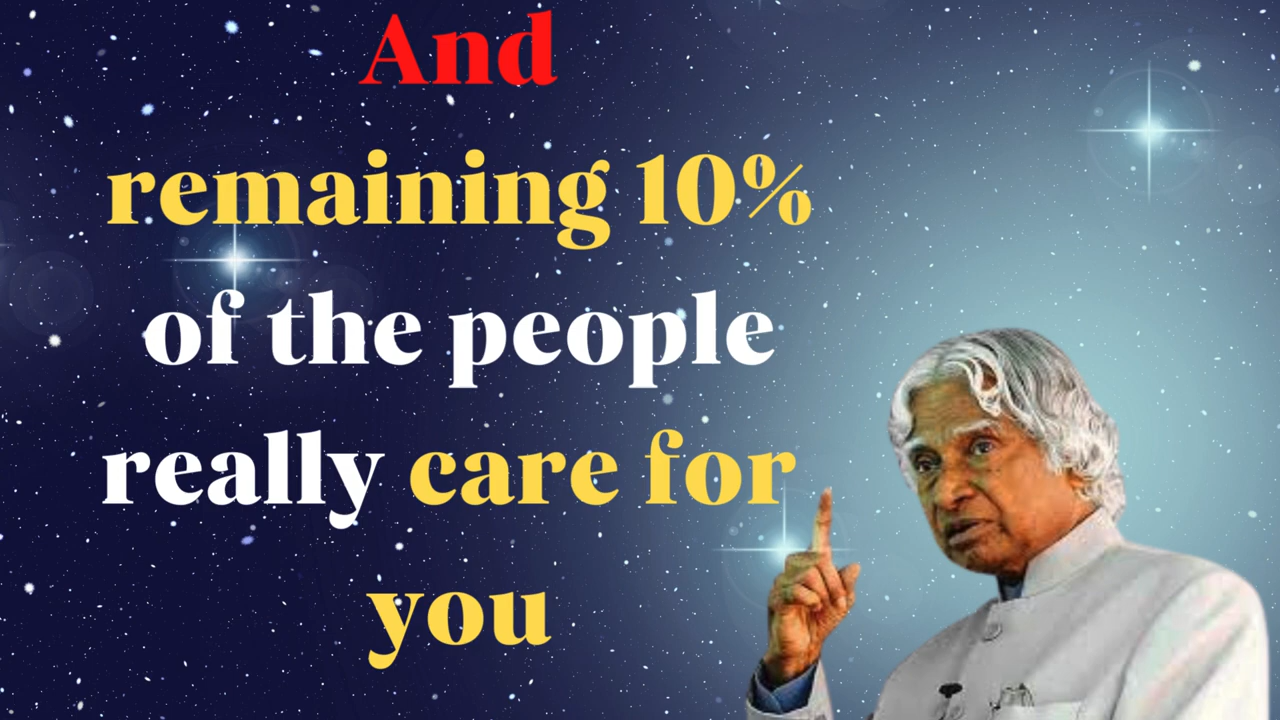 And
remaining 10%
of the people
really care for
you